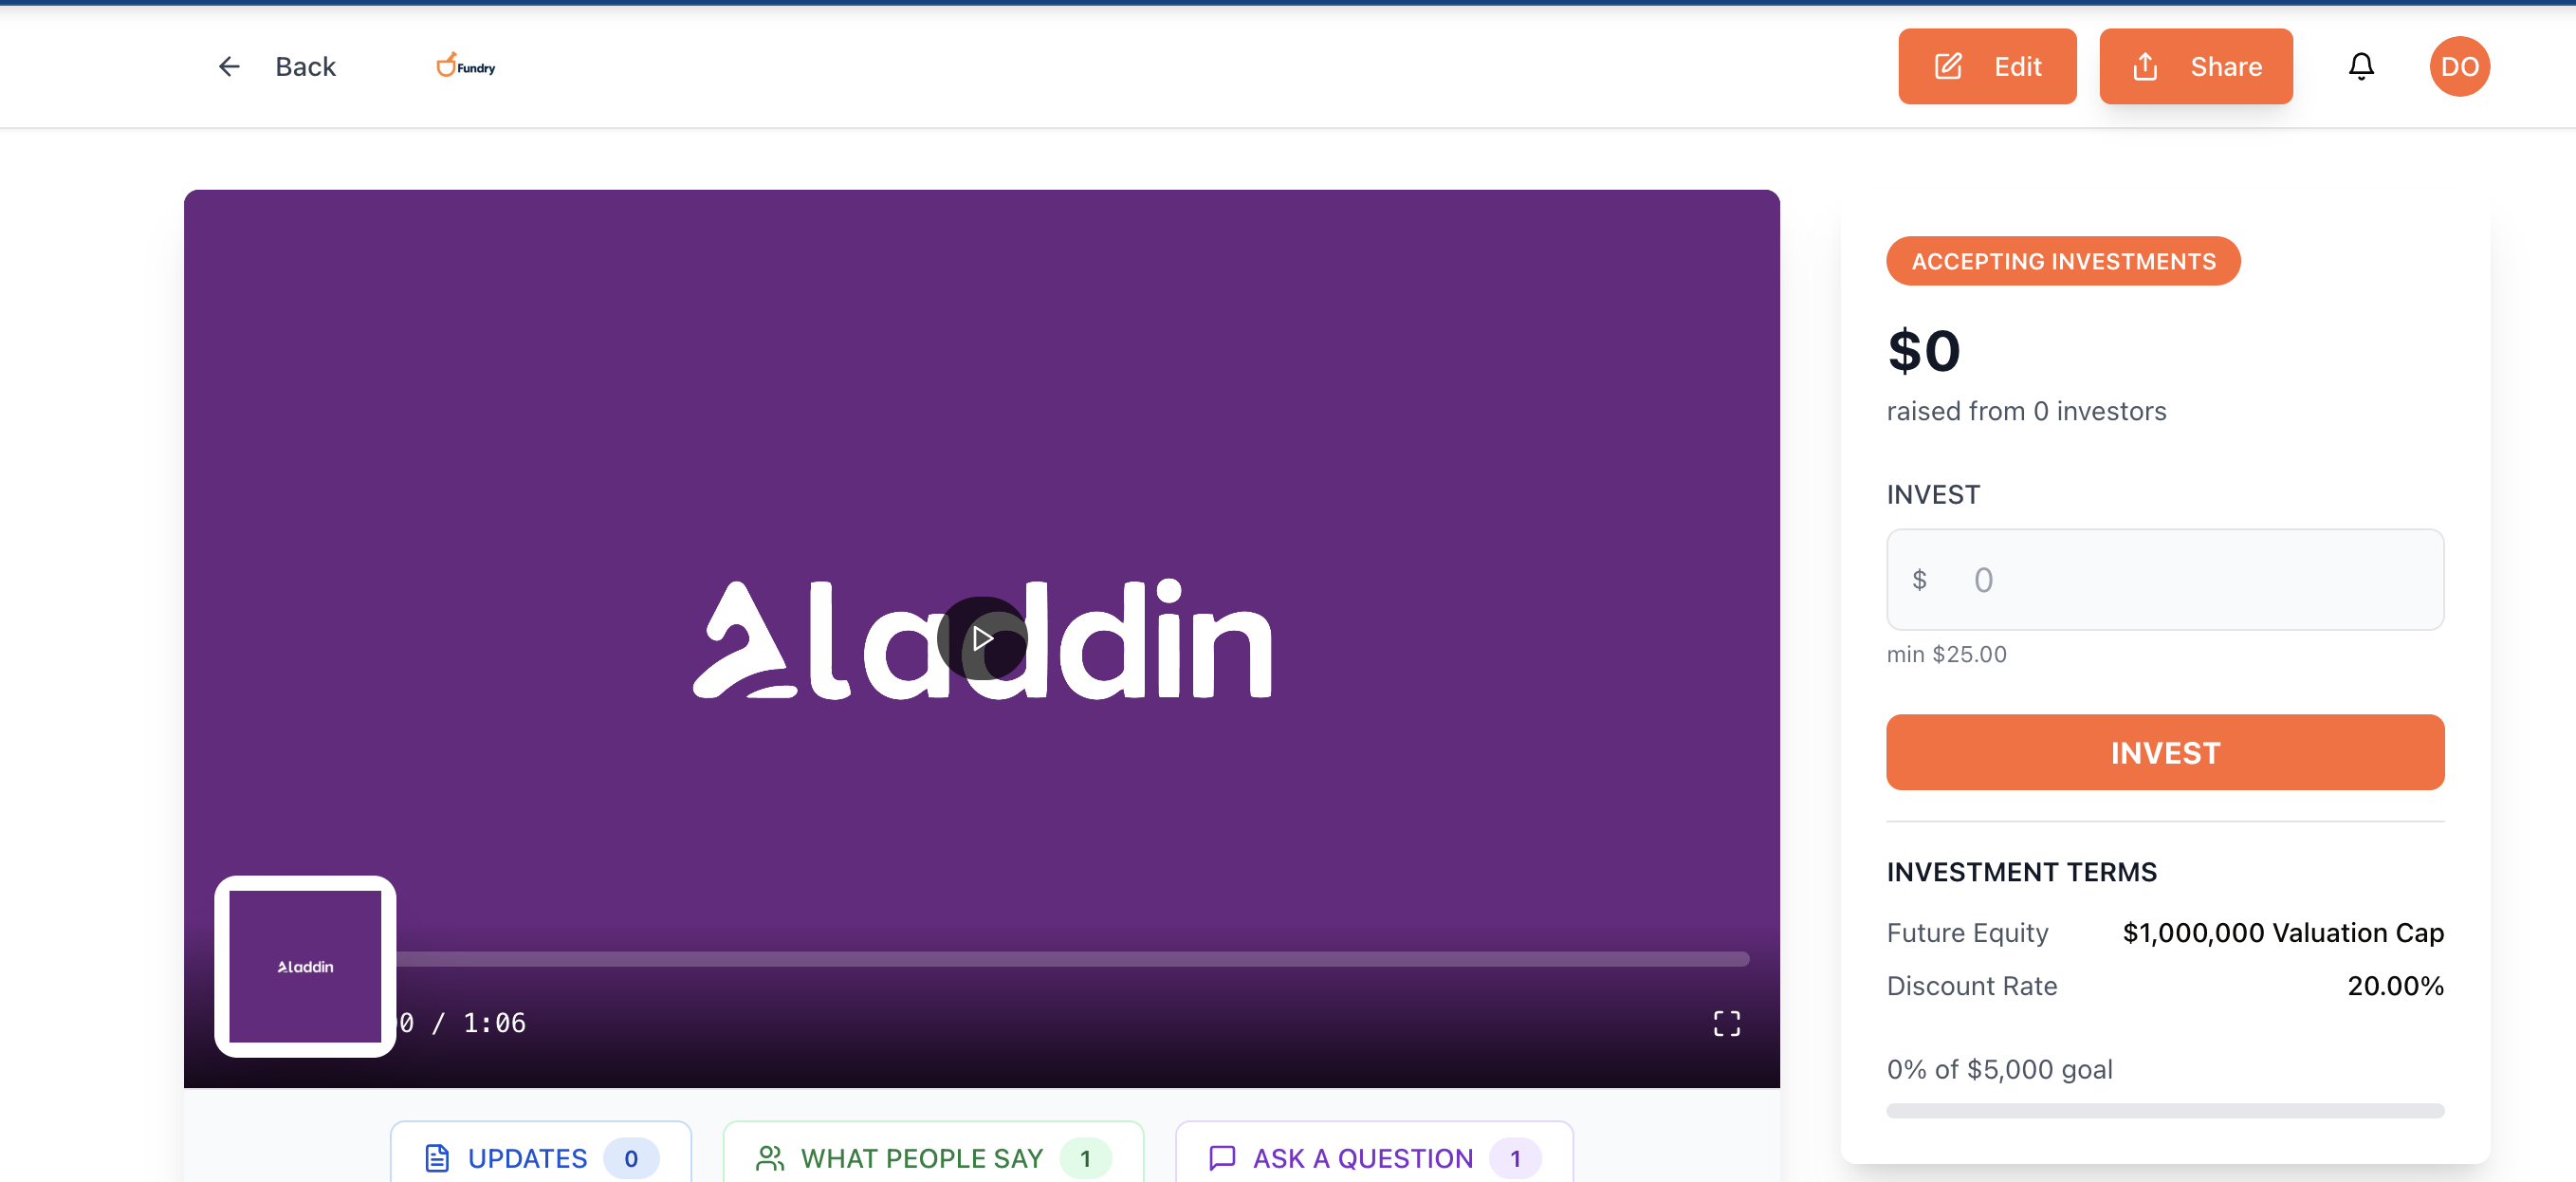 Back
Fundry
Edit
Share
DO
Aladdin
Aladdin
0 / 1:06
UPDATES 0
WHAT PEOPLE SAY 1
ASK A QUESTION 1
ACCEPTING INVESTMENTS
$0
raised from 0 investors
INVEST
$ 0
min $25.00
INVEST
INVESTMENT TERMS
Future Equity $1,000,000 Valuation Cap
Discount Rate 20.00%
0% of $5,000 goal